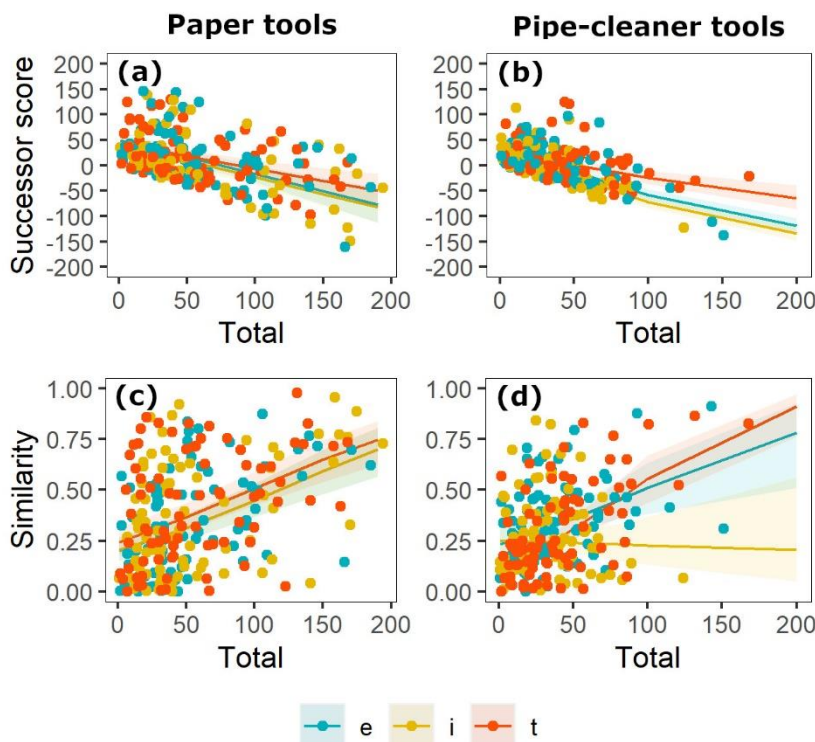 Paper tools
Pipe-cleaner tools
(a)
(b)
Successor score
200
150
100
50
0
-50
-100
-150
-200
200
150
100
50
0
-50
-100
-150
-200
0 50 100 150 200
0 50 100 150 200
Total
Total
(c)
(d)
Similarity
1.00
0.75
0.50
0.25
0.00
1.00
0.75
0.50
0.25
0.00
0 50 100 150 200
0 50 100 150 200
Total
Total
e i t